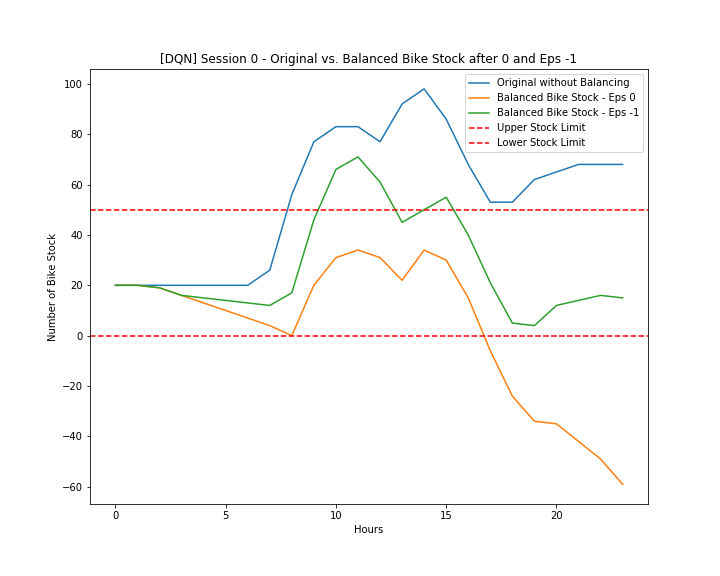 [DQN] Session 0 - Original vs. Balanced Bike Stock after 0 and Eps -1
Original without Balancing
Balanced Bike Stock - Eps 0
Balanced Bike Stock - Eps -1
Upper Stock Limit
Lower Stock Limit
Number of Bike Stock
100
80
60
40
20
0
−20
−40
−60
0 5 10 15 20
Hours